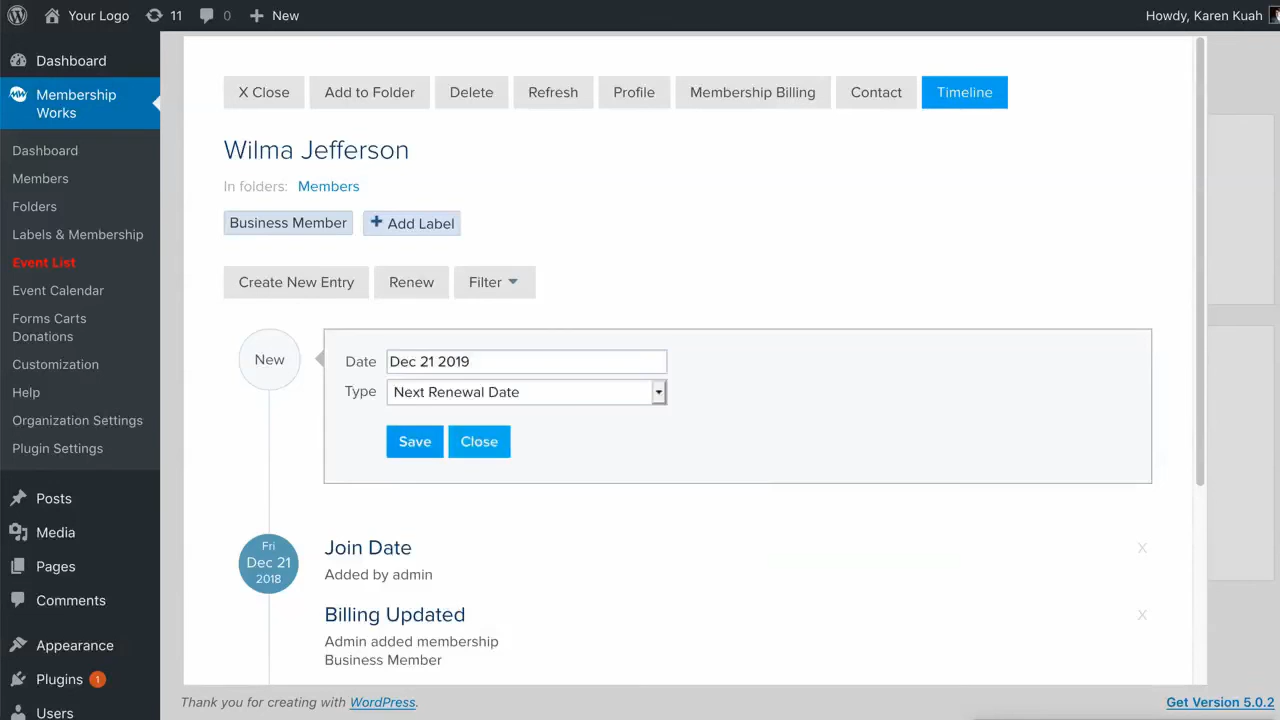 Your Logo 11 0 New Howdy, Karen Kuah
Dashboard
Membership
Works
Dashboard
Members
Folders
Labels & Membership
Event List
Event Calendar
Forms Carts
Donations
Customization
Help
Organization Settings
Plugin Settings
Posts
Media
Pages
Comments
Appearance
Plugins 1
Users
X Close Add to Folder Delete Refresh Profile Membership Billing Contact Timeline
Wilma Jefferson
In folders: Members
Business Member + Add Label
Create New Entry Renew Filter
New
Date Dec 21 2019
Type Next Renewal Date
Save Close
Fri
Dec 21
2018
Join Date X
Added by admin
Billing Updated X
Admin added membership
Business Member
Thank you for creating with WordPress. Get Version 5.0.2